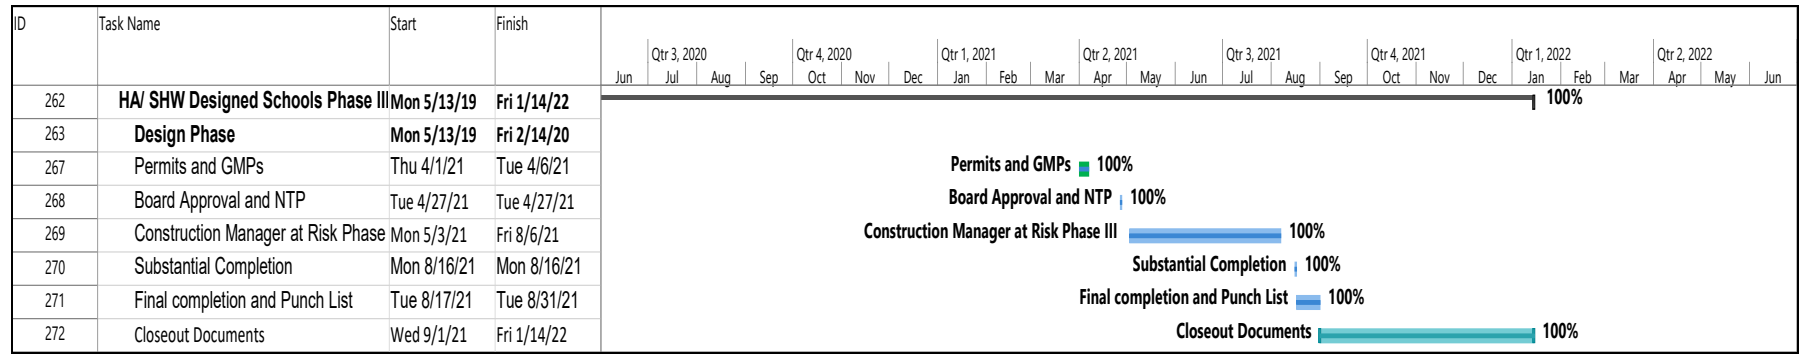 ID Task Name Start Finish
Qtr 3, 2020 Qtr 4, 2020 Qtr 1, 2021 Qtr 2, 2021 Qtr 3, 2021 Qtr 4, 2021 Qtr 1, 2022 Qtr 2, 2022
Jun Jul Aug Sep Oct Nov Dec Jan Feb Mar Apr May Jun Jul Aug Sep Oct Nov Dec Jan Feb Mar Apr May Jun
262 HA/ SHW Designed Schools Phase III Mon 5/13/19 Fri 1/14/22 100%
263 Design Phase Mon 5/13/19 Fri 2/14/20
267 Permits and GMPs Thu 4/1/21 Tue 4/6/21 Permits and GMPs 100%
268 Board Approval and NTP Tue 4/27/21 Tue 4/27/21 Board Approval and NTP 100%
269 Construction Manager at Risk Phase Mon 5/3/21 Fri 8/6/21 Construction Manager at Risk Phase III 100%
270 Substantial Completion Mon 8/16/21 Mon 8/16/21 Substantial Completion 100%
271 Final completion and Punch List Tue 8/17/21 Tue 8/31/21 Final completion and Punch List 100%
272 Closeout Documents Wed 9/1/21 Fri 1/14/22 Closeout Documents 100%